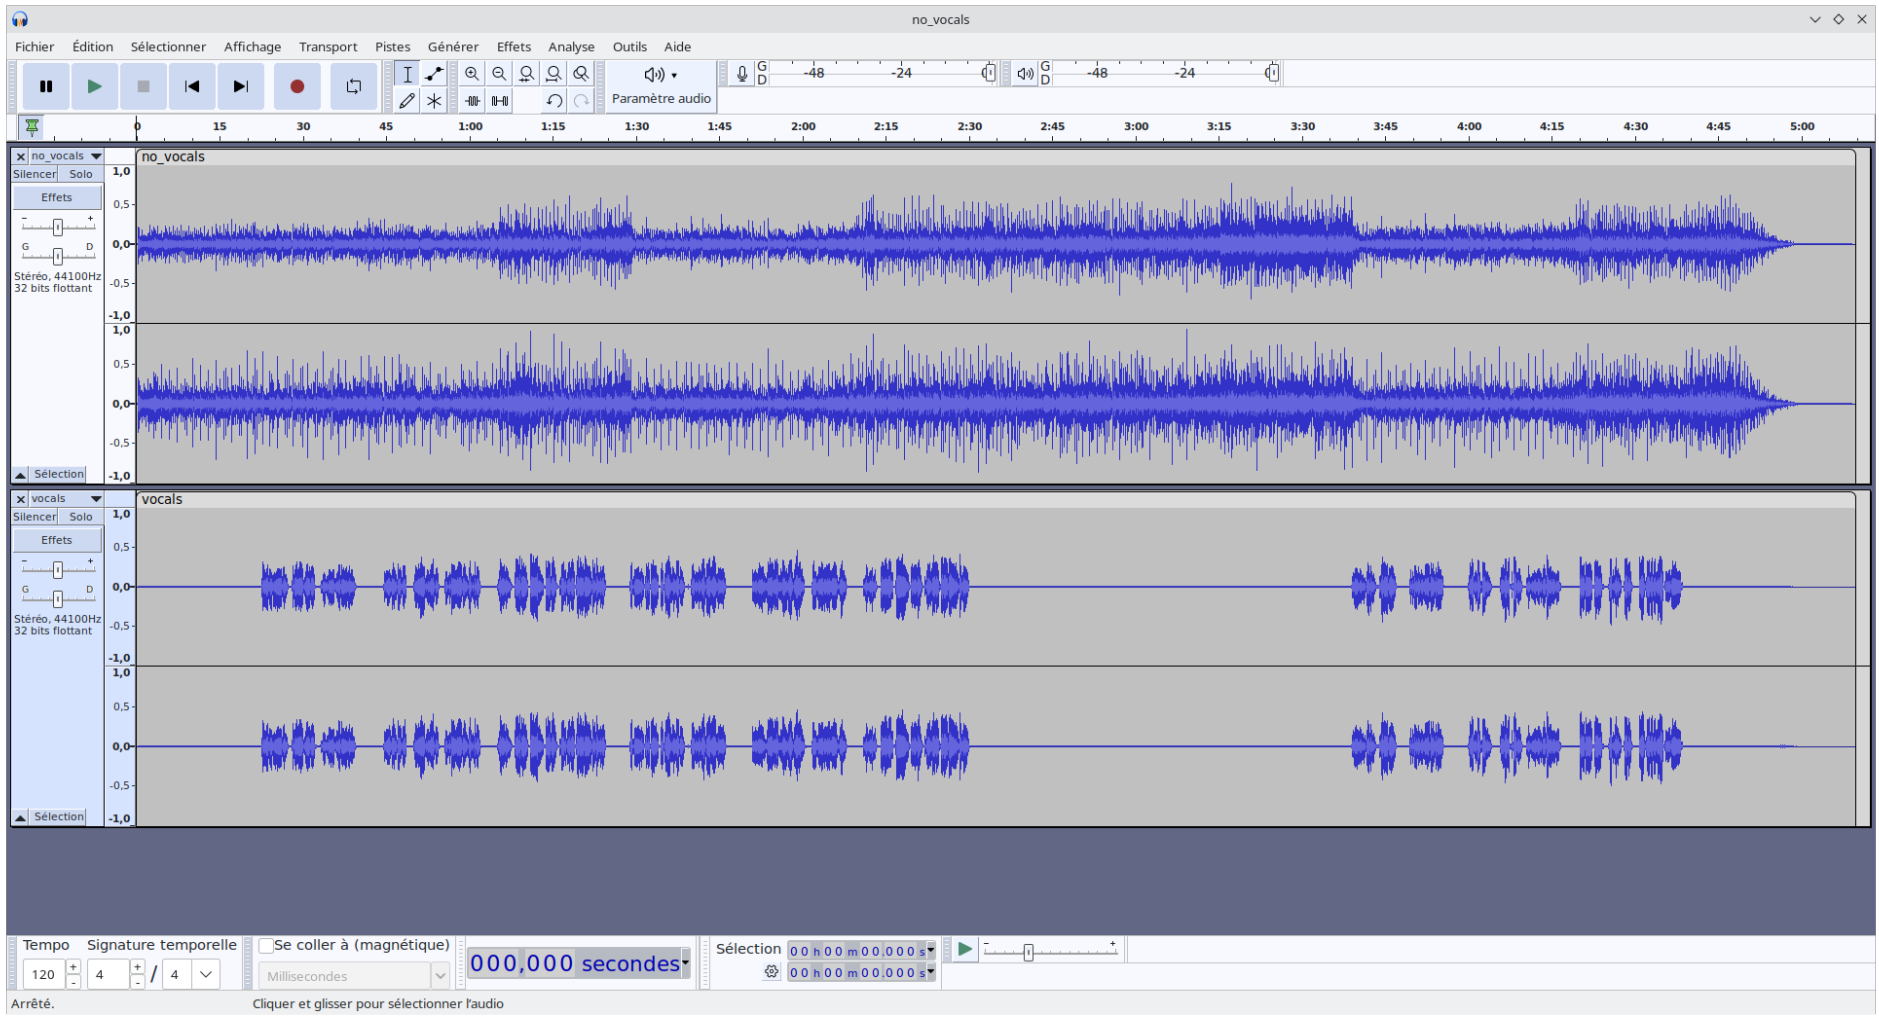 no_vocals
Fichier Édition Sélectionner Affichage Transport Pistes Générer Effets Analyse Outils Aide
Paramètre audio
G D -48 -24 0
G D -48 -24 0
0 15 30 45 1:00 1:15 1:30 1:45 2:00 2:15 2:30 2:45 3:00 3:15 3:30 3:45 4:00 4:15 4:30 4:45 5:00
no_vocals
no_vocals
Silencer Solo
Effets
- +
G D
Stéréo, 44100Hz
32 bits flottant
Sélection
1,0
0,5
0,0
-0,5
-1,0
1,0
0,5
0,0
-0,5
-1,0
vocals
vocals
Silencer Solo
Effets
- +
G D
Stéréo, 44100Hz
32 bits flottant
Sélection
1,0
0,5
0,0
-0,5
-1,0
1,0
0,5
0,0
-0,5
-1,0
Tempo
120
+
-
Signature temporelle
4
+
-
/ 4
Se coller à (magnétique)
Millisecondes
000,000 secondes
Sélection
00 h 00 m 00.000 s
00 h 00 m 00.000 s
- +
Arrêté.
Cliquer et glisser pour sélectionner l'audio